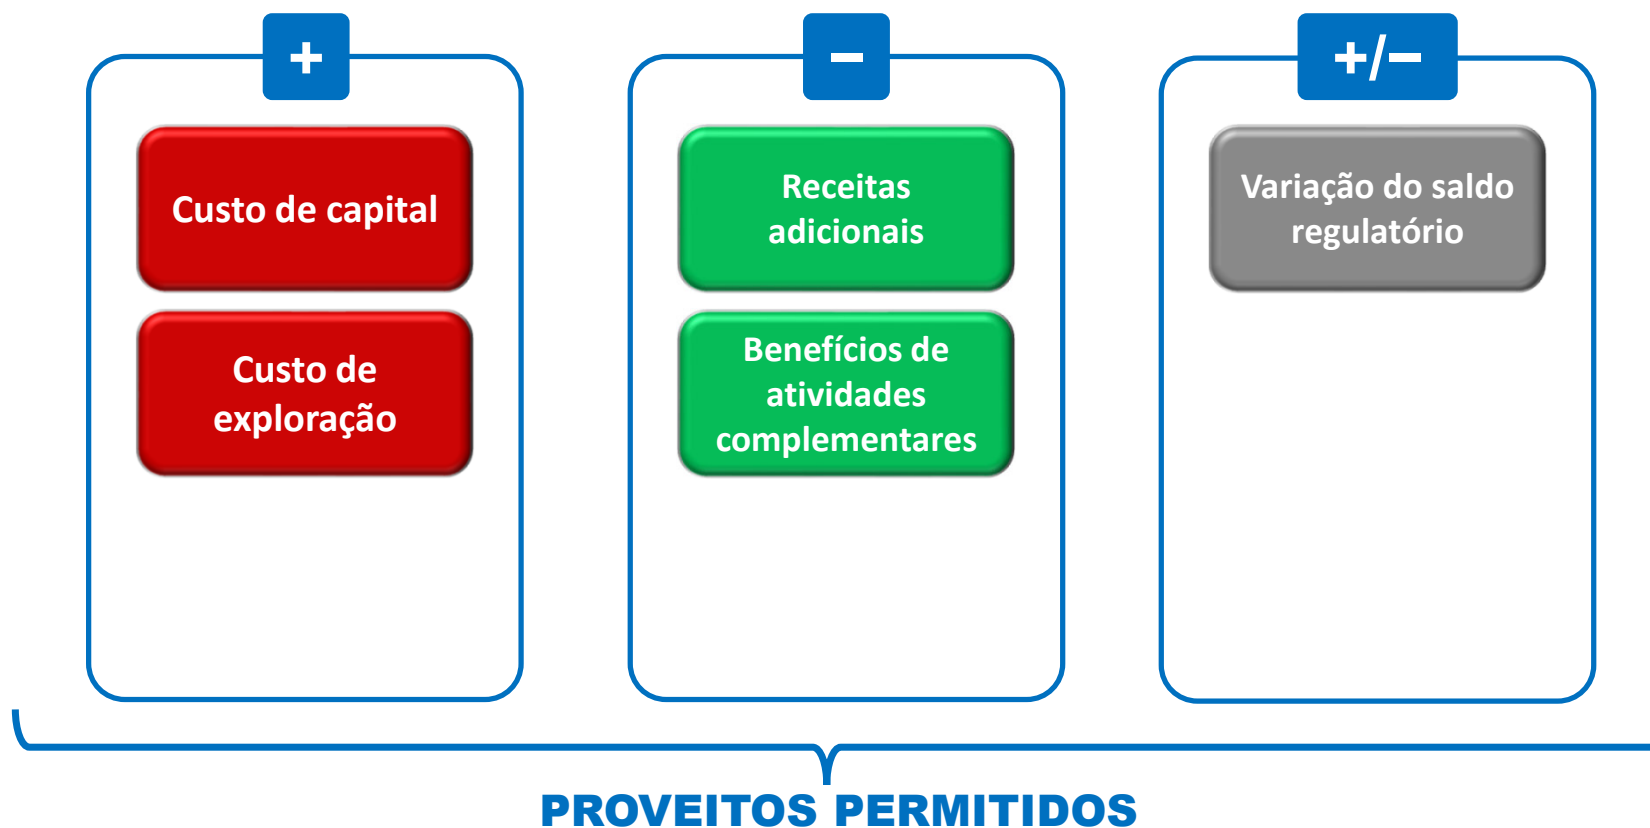 +
Custo de capital
Custo de
exploração
−
Receitas
adicionais
Benefícios de
atividades
complementares
+/−
Variação do saldo
regulatório
PROVEITOS PERMITIDOS